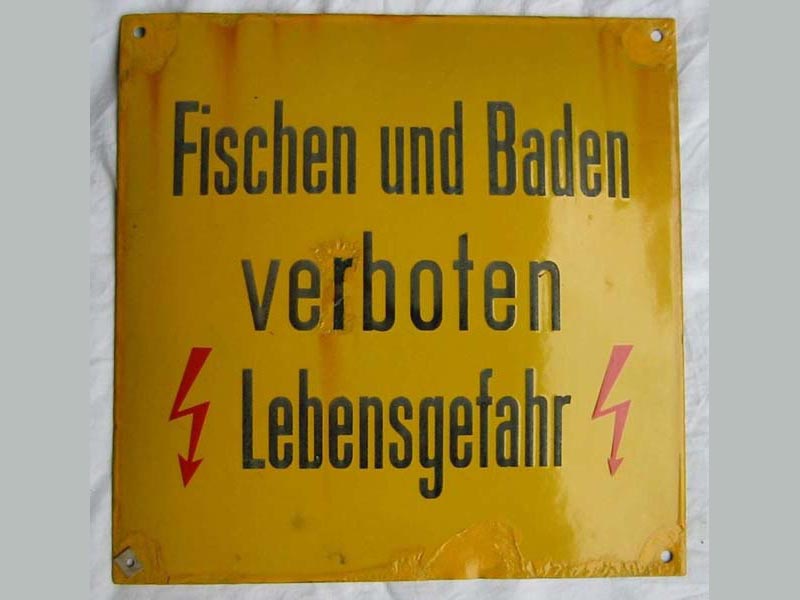 Fischen und Baden
verboten
Lebensgefahr